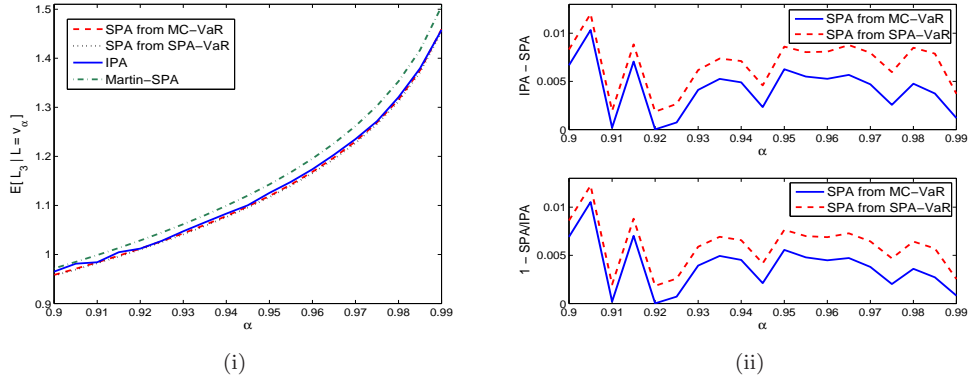 SPA from MC−VaR
SPA from SPA−VaR
IPA
Martin−SPA
E[ L3 | L = vα ]
1.5
1.4
1.3
1.2
1.1
1
0.9
0.9 0.91 0.92 0.93 0.94 0.95 0.96 0.97 0.98 0.99
α
(i)
SPA from MC−VaR
SPA from SPA−VaR
IPA − SPA
0.01
0.005
0
0.9 0.91 0.92 0.93 0.94 0.95 0.96 0.97 0.98 0.99
α
SPA from MC−VaR
SPA from SPA−VaR
1 − SPA/IPA
0.01
0.005
0
0.9 0.91 0.92 0.93 0.94 0.95 0.96 0.97 0.98 0.99
α
(ii)